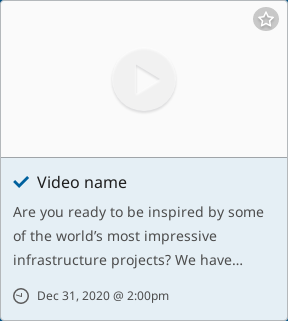 Video name
Are you ready to be inspired by some
of the world’s most impressive
infrastructure projects? We have...
Dec 31, 2020 @ 2:00pm